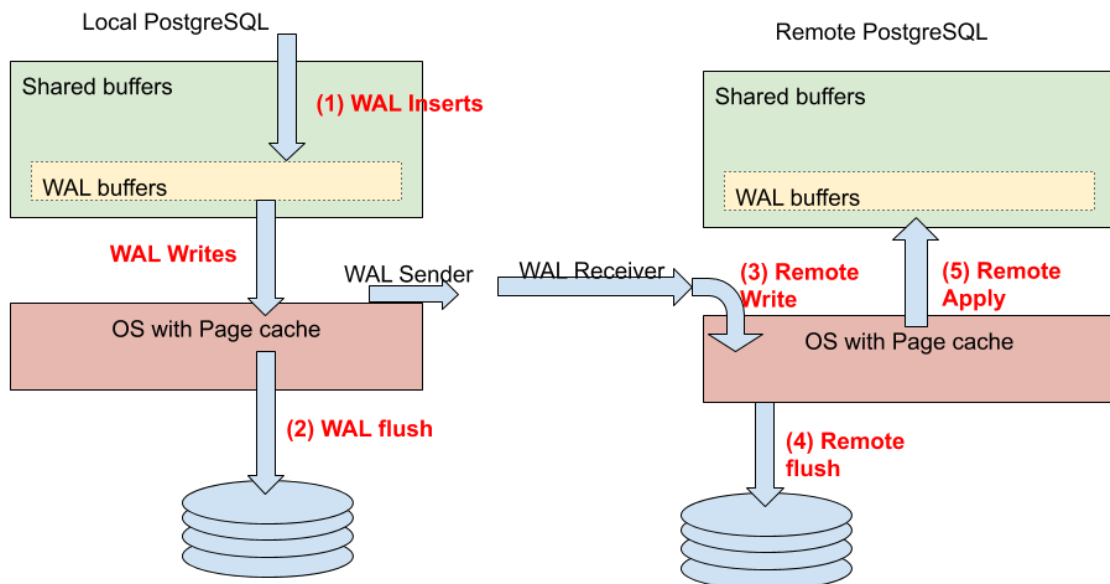 Local PostgreSQL
Shared buffers
(1) WAL Inserts
WAL buffers
WAL Writes
WAL Sender
OS with Page cache
(2) WAL flush
Remote PostgreSQL
Shared buffers
WAL buffers
WAL Receiver
(3) Remote
Write
(5) Remote
Apply
OS with Page cache
(4) Remote
flush